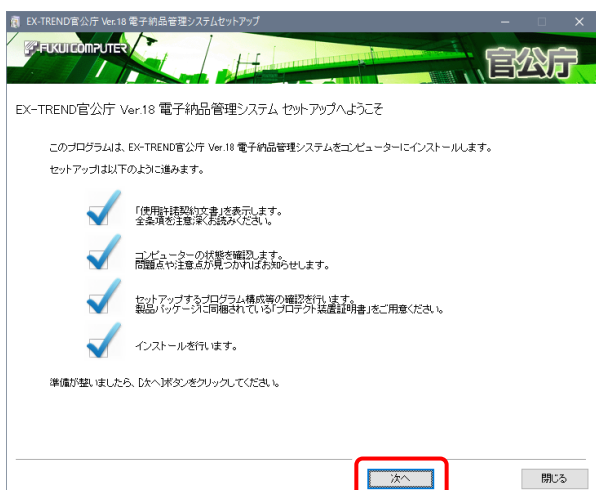 EX-TREND官公庁 Ver.18 電子納品管理システムセットアップ
FUKUI COMPUTER
官公庁
EX-TREND官公庁 Ver.18 電子納品管理システム セットアップへようこそ
このプログラムは、EX-TREND官公庁 Ver.18 電子納品管理システムをコンピューターにインストールします。
セットアップは以下のように進みます。
「使用許諾契約文書」を表示します。
全条項を注意深くお読みください。
コンピューターの状態を確認します。
問題点や注意点が見つかればお知らせします。
セットアップするプログラム構成等の確認を行います。
製品パッケージに同梱されている「プロテクト装置証明書」をご用意ください。
インストールを行います。
準備が整いましたら、[次へ]ボタンをクリックしてください。
次へ
閉じる